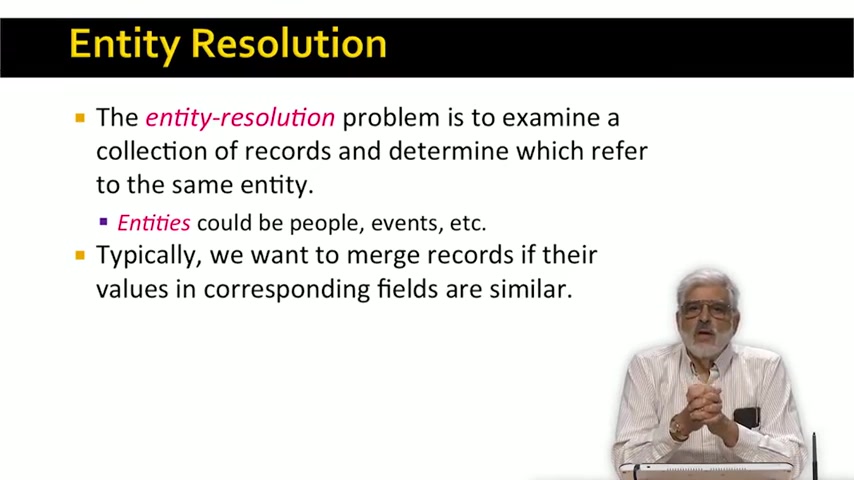 Entity Resolution
The entity-resolution problem is to examine a
collection of records and determine which refer
to the same entity.
Entities could be people, events, etc.
Typically, we want to merge records if their
values in corresponding fields are similar.